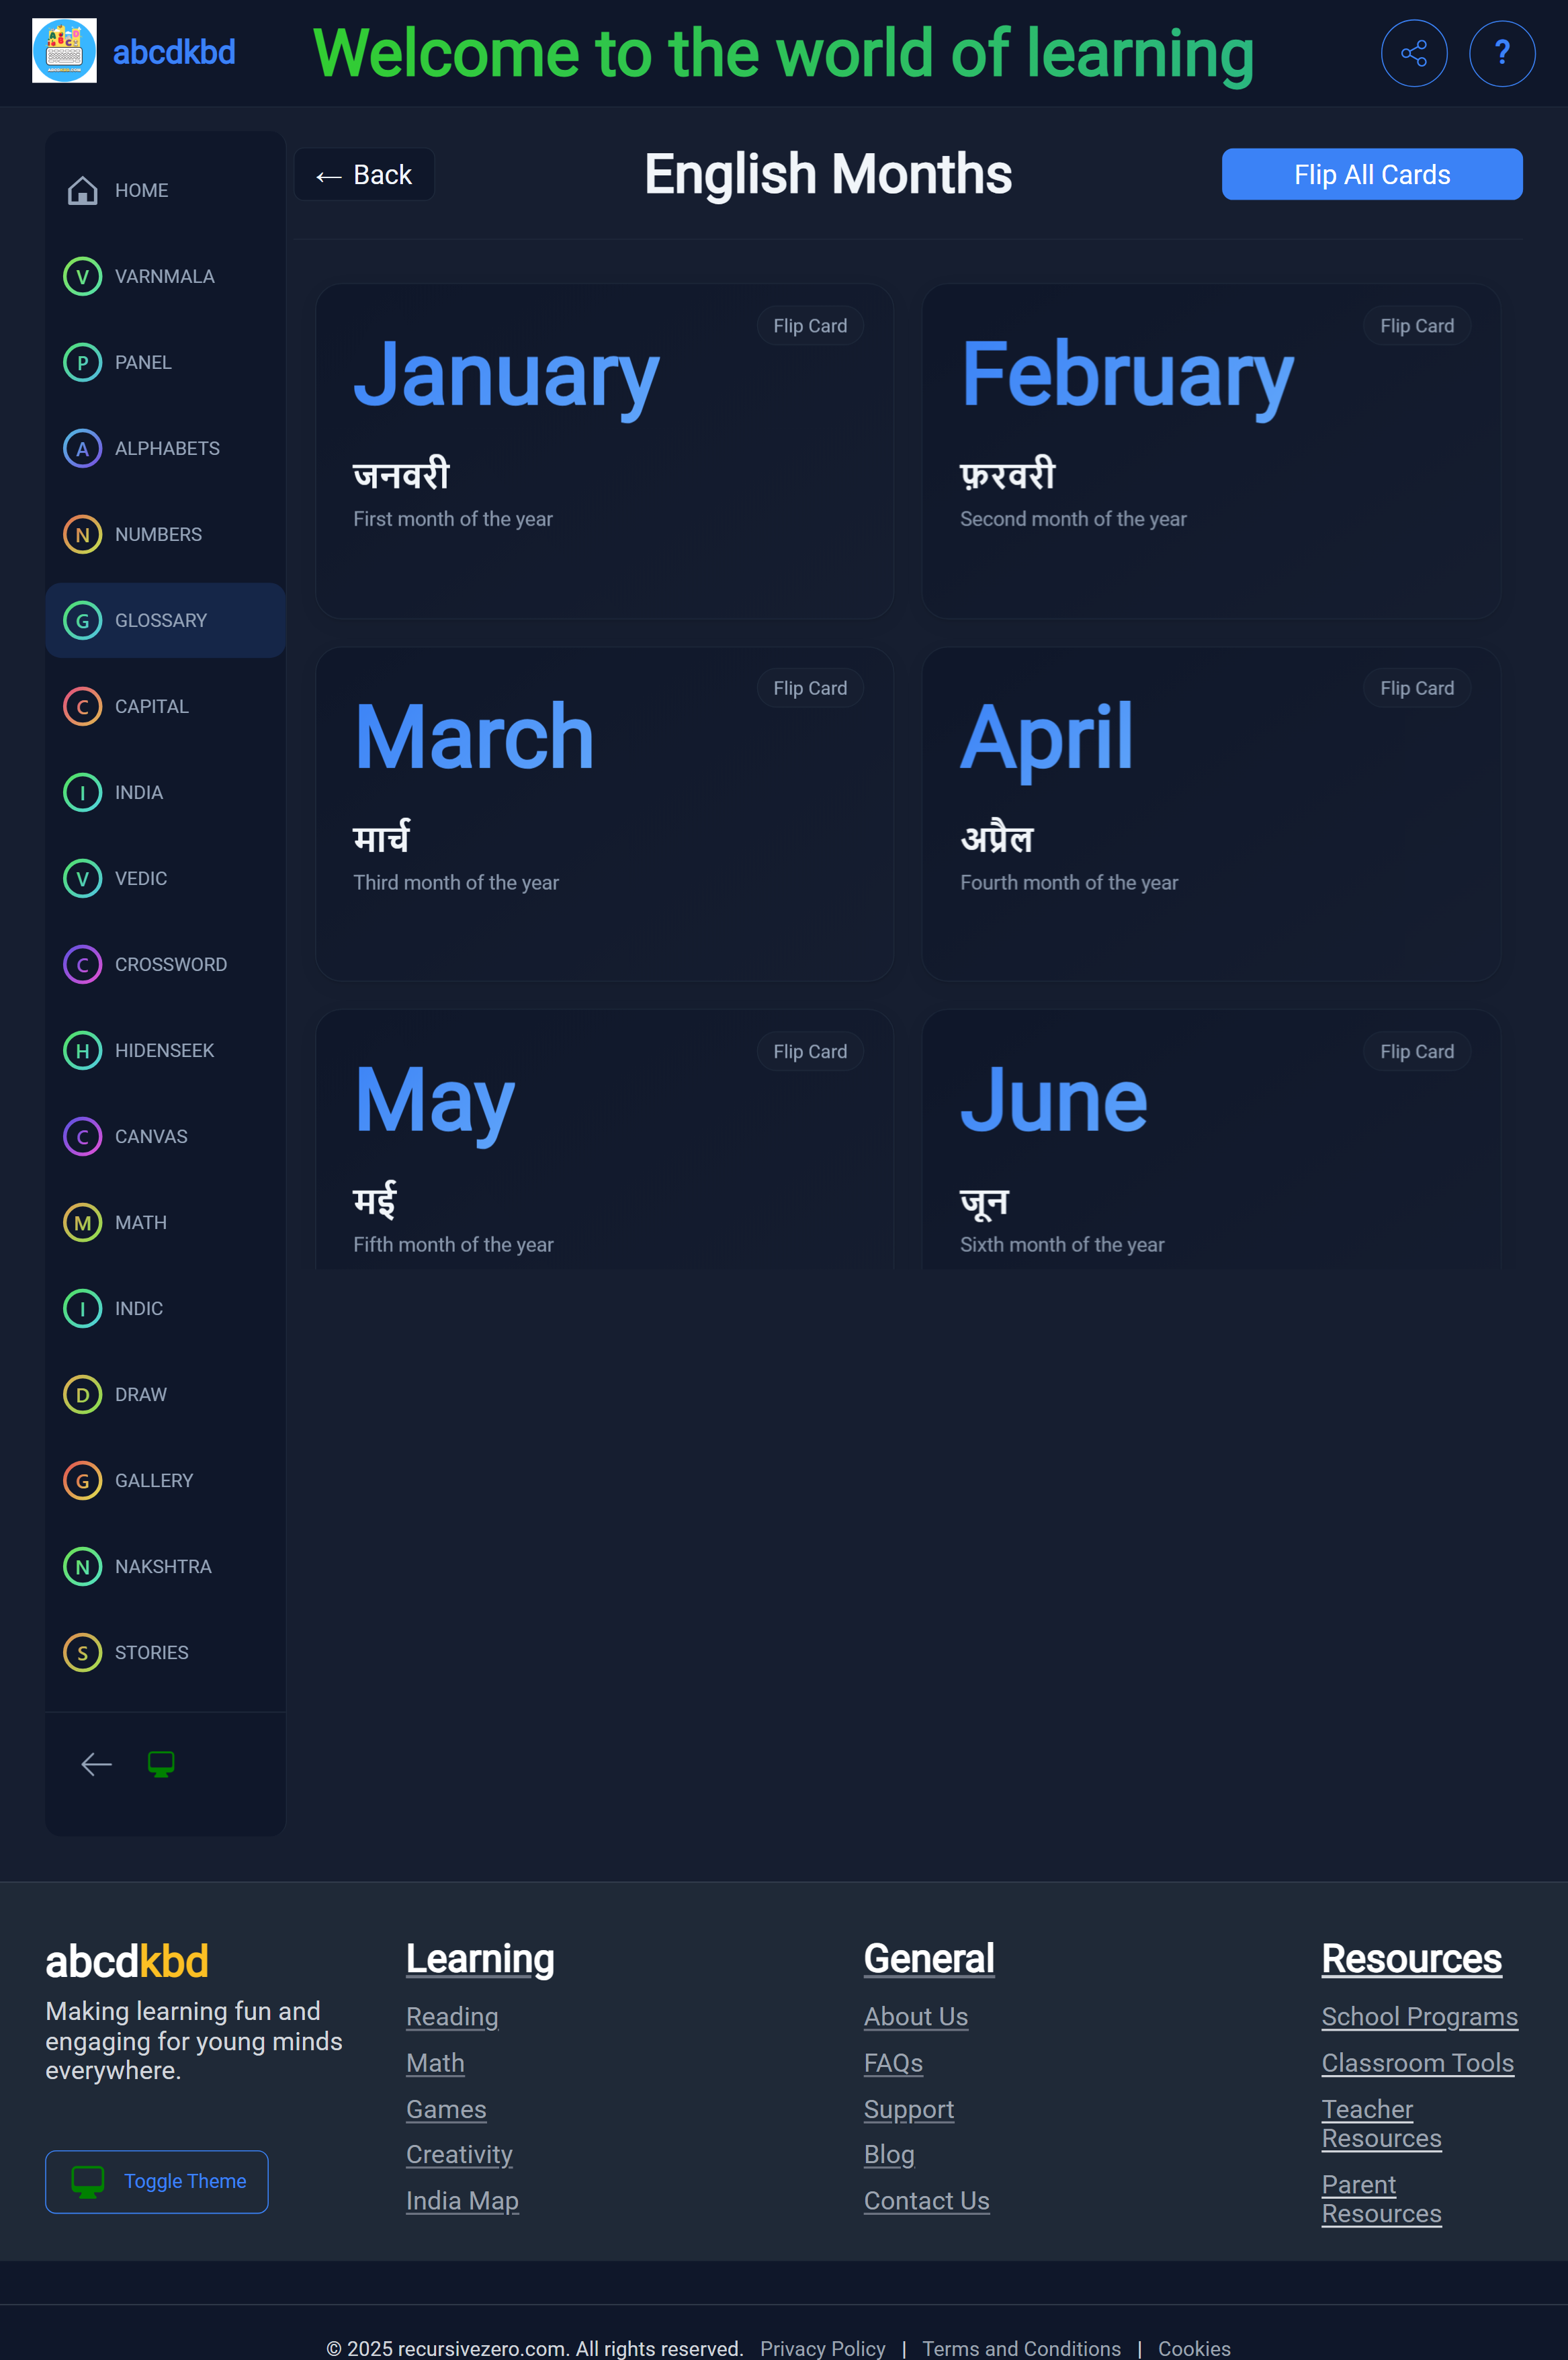 abcdkbd
Welcome to the world of learning
?
HOME
V VARNMALA
P PANEL
A ALPHABETS
N NUMBERS
G GLOSSARY
C CAPITAL
I INDIA
V VEDIC
C CROSSWORD
H HIDENSEEK
C CANVAS
M MATH
I INDIC
D DRAW
G GALLERY
N NAKSHTRA
S STORIES
← Back
English Months
Flip All Cards
Flip Card
January
जनवरी
First month of the year
Flip Card
February
फ़रवरी
Second month of the year
Flip Card
March
मार्च
Third month of the year
Flip Card
April
अप्रैल
Fourth month of the year
Flip Card
May
मई
Fifth month of the year
Flip Card
June
जून
Sixth month of the year
abcdkbd
Making learning fun and
engaging for young minds
everywhere.
Toggle Theme
Learning
Reading
Math
Games
Creativity
India Map
General
About Us
FAQs
Support
Blog
Contact Us
Resources
School Programs
Classroom Tools
Teacher
Resources
Parent
Resources
© 2025 recursivezero.com. All rights reserved. Privacy Policy | Terms and Conditions | Cookies